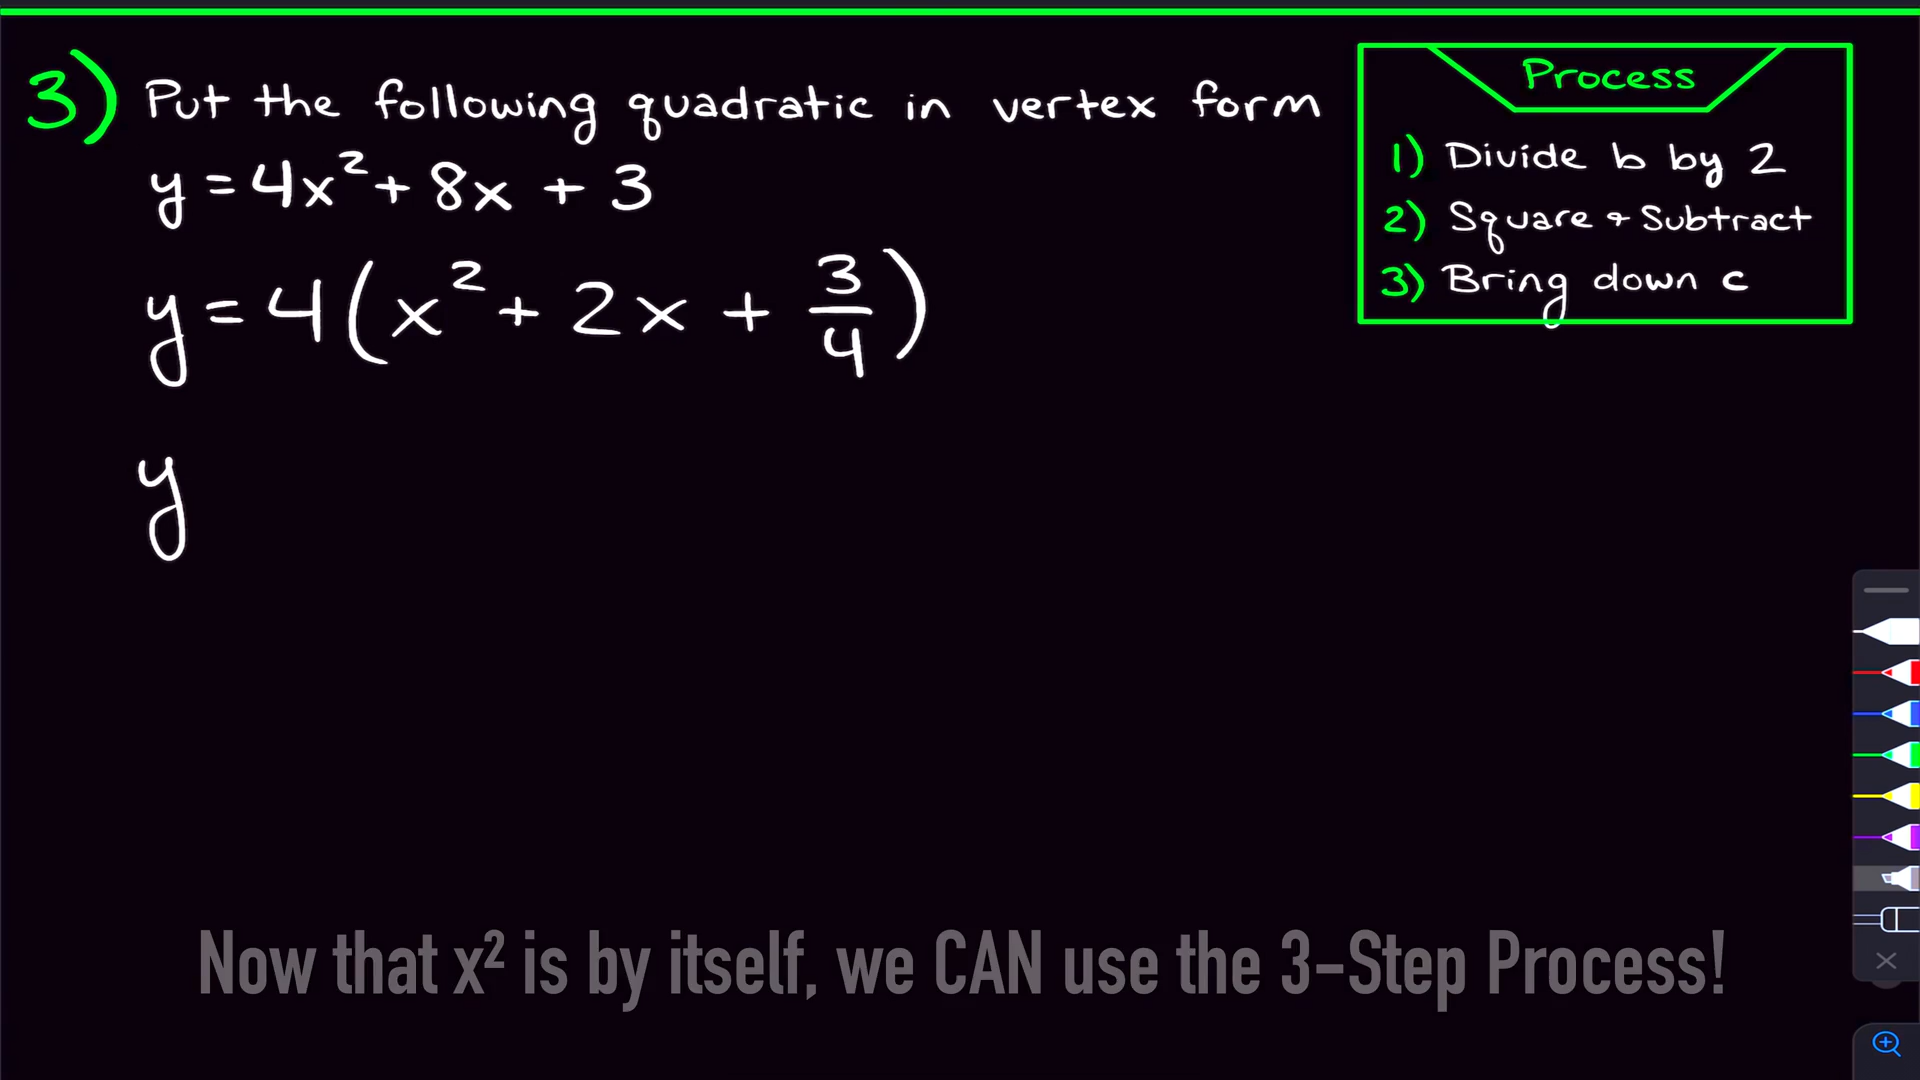 3) Put the following quadratic in vertex form
y = 4x² + 8x + 3
y = 4(x² + 2x + 3/4)
y
Process
1) Divide b by 2
2) Square & Subtract
3) Bring down c
Now that x² is by itself, we CAN use the 3-Step Process!